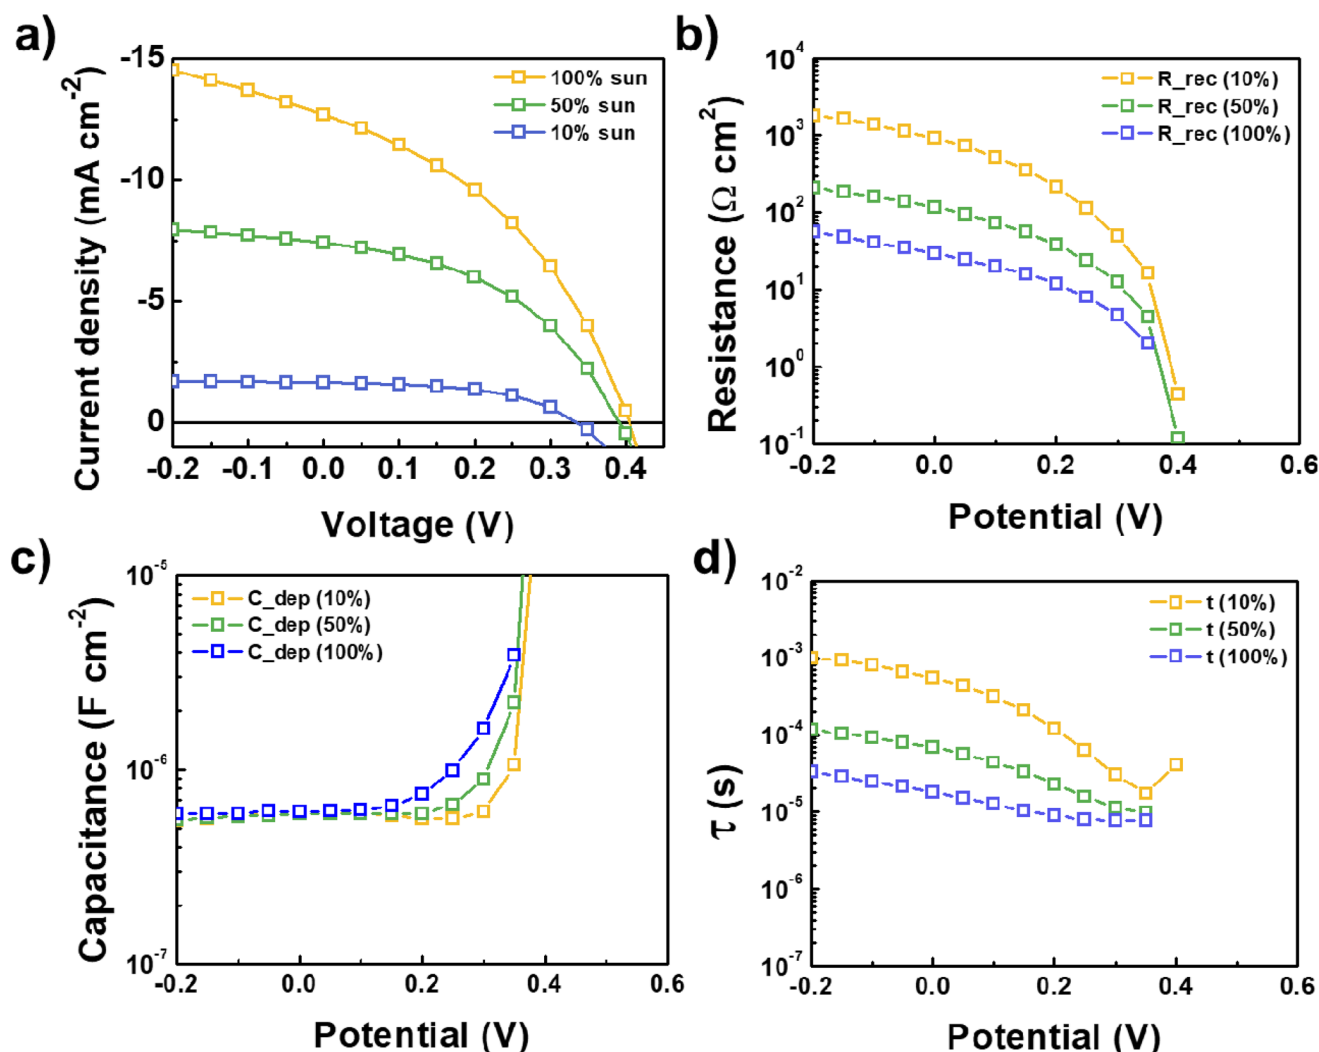 a)
Current density (mA cm⁻²)
-15
-10
-5
0
100% sun
50% sun
10% sun
-0.2 -0.1 0.0 0.1 0.2 0.3 0.4
Voltage (V)
b)
Resistance (Ω cm²)
10⁴
10³
10²
10¹
10⁰
10⁻¹
R_rec (10%)
R_rec (50%)
R_rec (100%)
-0.2 0.0 0.2 0.4 0.6
Potential (V)
c)
Capacitance (F cm⁻²)
10⁻⁵
10⁻⁶
10⁻⁷
C_dep (10%)
C_dep (50%)
C_dep (100%)
-0.2 0.0 0.2 0.4 0.6
Potential (V)
d)
τ (s)
10⁻²
10⁻³
10⁻⁴
10⁻⁵
10⁻⁶
10⁻⁷
t (10%)
t (50%)
t (100%)
-0.2 0.0 0.2 0.4 0.6
Potential (V)